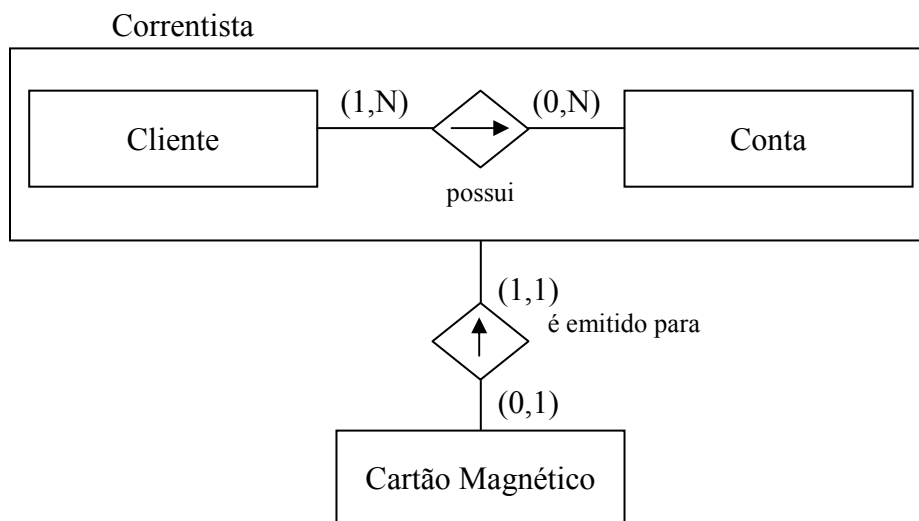 Correntista
(1,N)
(0,N)
Cliente
Conta
possui
(1,1)
é emitido para
(0,1)
Cartão Magnético